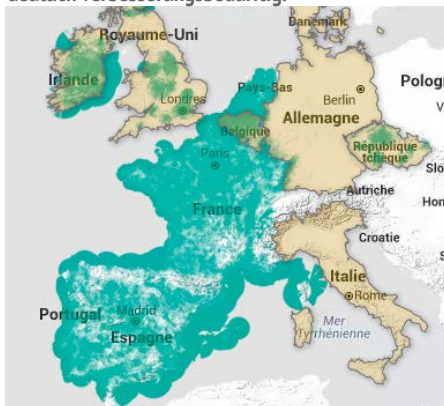 Danemark
Royaume-Uni
Irlande
Pays-Bas
Londres
Berlin
Polog
V
Allemagne
Belgique
République
tchèque
Paris
Slo
Autriche
Hon
France
Croatie
S
Italie
Portugal
Madrid
Rome
Espagne
Mer
Tyrrhénienne